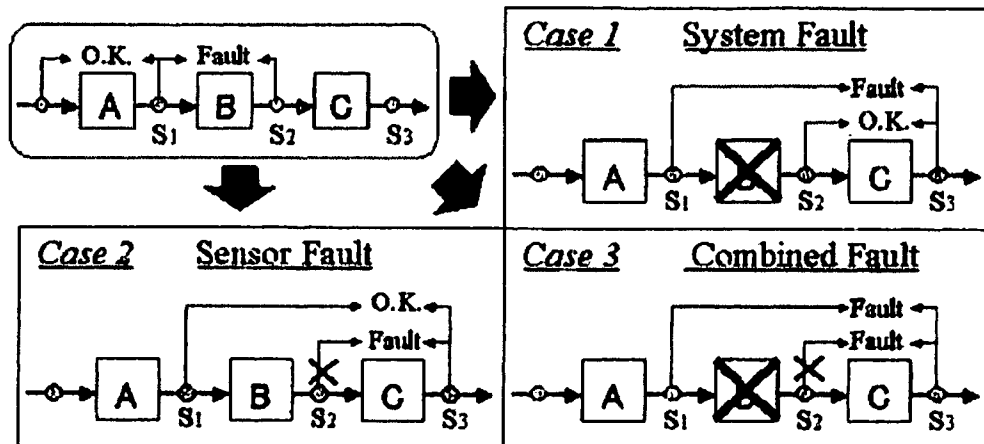 O.K. Fault
A B C
S1 S2 S3
Case 1 System Fault
Fault
O.K.
A C
S1 S2 S3
Case 2 Sensor Fault
O.K.
Fault
A B C
S1 S2 S3
Case 3 Combined Fault
Fault
Fault
A C
S1 S2 S3